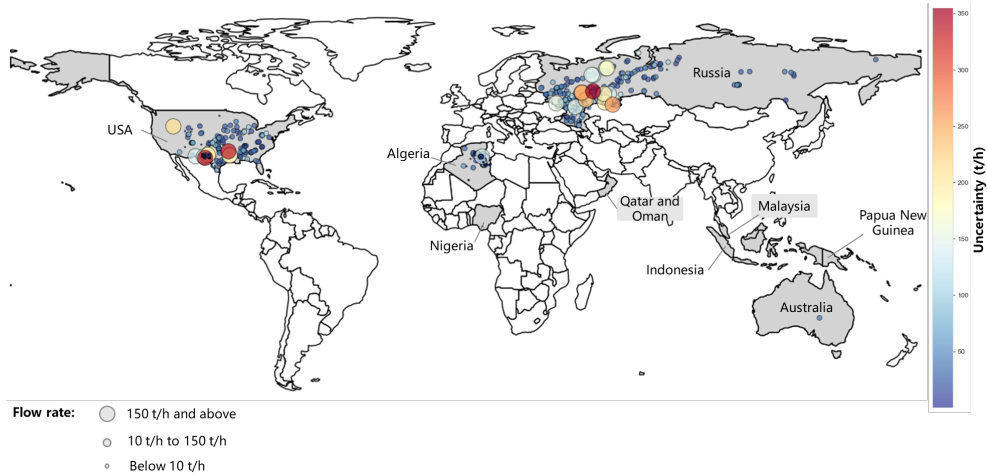 Russia
USA
Algeria
Qatar and
Oman
Malaysia
Papua New
Guinea
Nigeria
Indonesia
Australia
350
300
250
200
150
100
50
Uncertainty (t/h)
Flow rate:
150 t/h and above
10 t/h to 150 t/h
Below 10 t/h